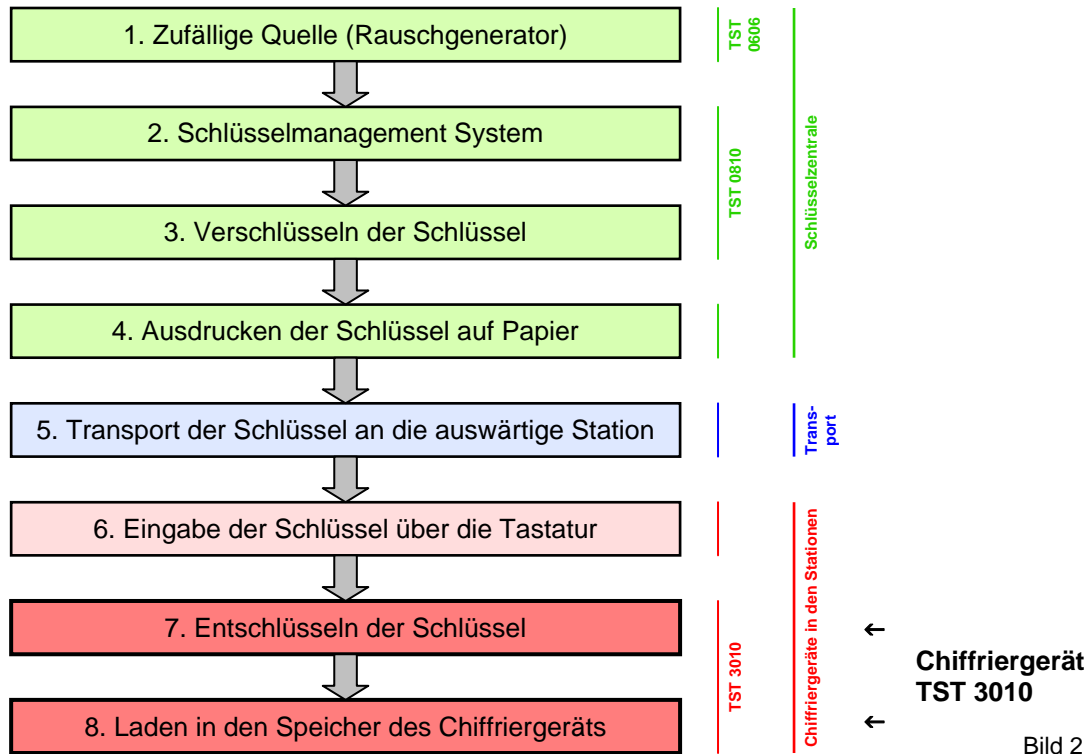 1. Zufällige Quelle (Rauschgenerator)
TST
0606
2. Schlüsselmanagement System
TST 0810
Schlüsselzentrale
3. Verschlüsseln der Schlüssel
4. Ausdrucken der Schlüssel auf Papier
5. Transport der Schlüssel an die auswärtige Station
Trans-
port
6. Eingabe der Schlüssel über die Tastatur
7. Entschlüsseln der Schlüssel
TST 3010
Chiffriergeräte in den Stationen
←
Chiffriergerät
TST 3010
8. Laden in den Speicher des Chiffriergeräts
←
Bild 2